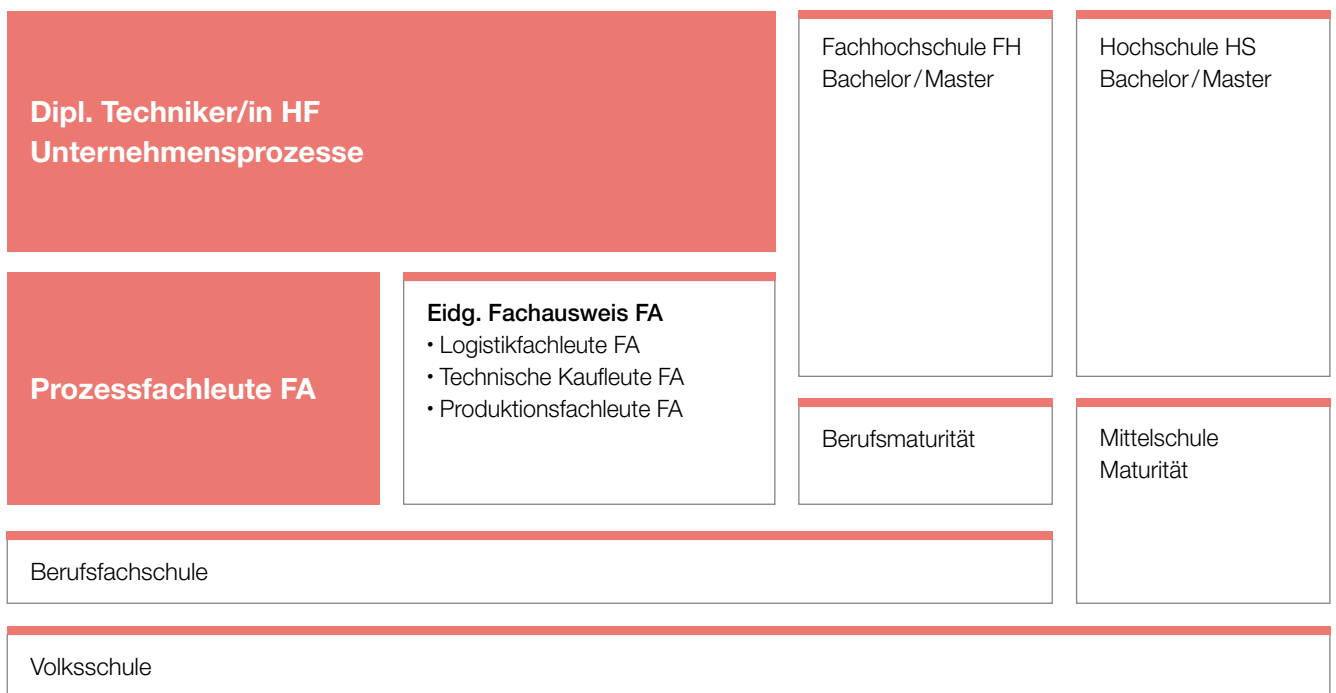 Dipl. Techniker/in HF
Unternehmensprozesse
Fachhochschule FH
Bachelor/Master
Hochschule HS
Bachelor/Master
Prozessfachleute FA
Eidg. Fachausweis FA
• Logistikfachleute FA
• Technische Kaufleute FA
• Produktionsfachleute FA
Berufsmaturität
Mittelschule
Maturität
Berufsfachschule
Volksschule